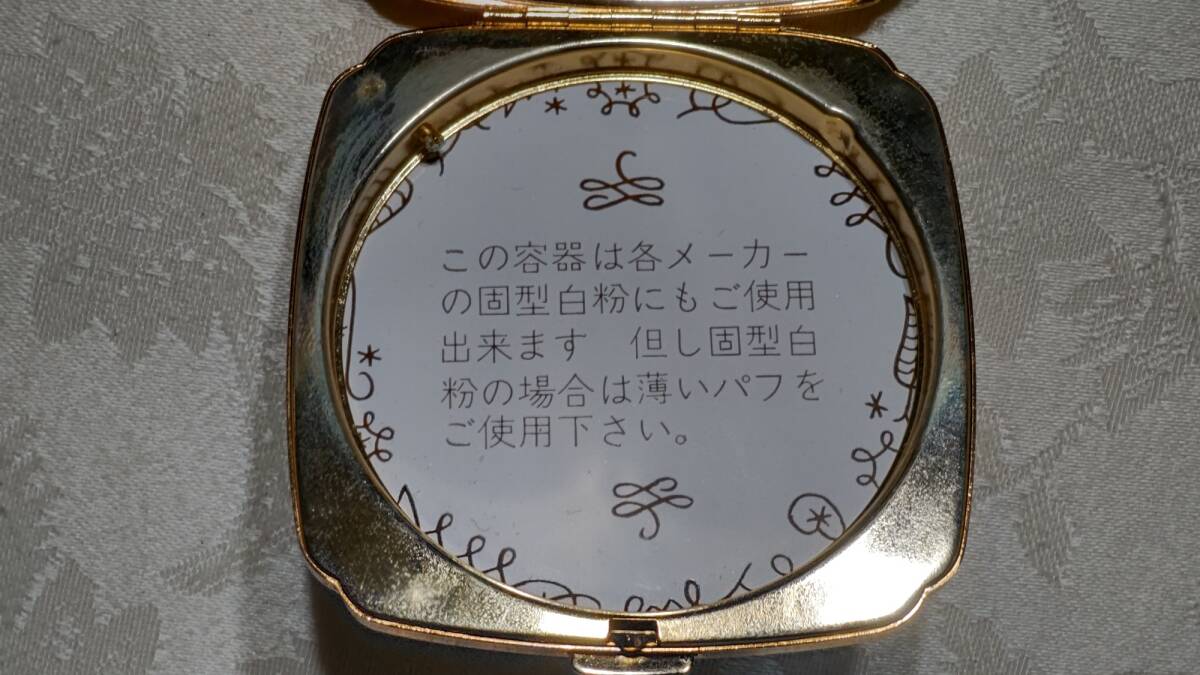 この容器は各メーカー
の固型白粉にもご使用
出来ます　但し固型白
粉の場合は薄いパフを
ご使用下さい。